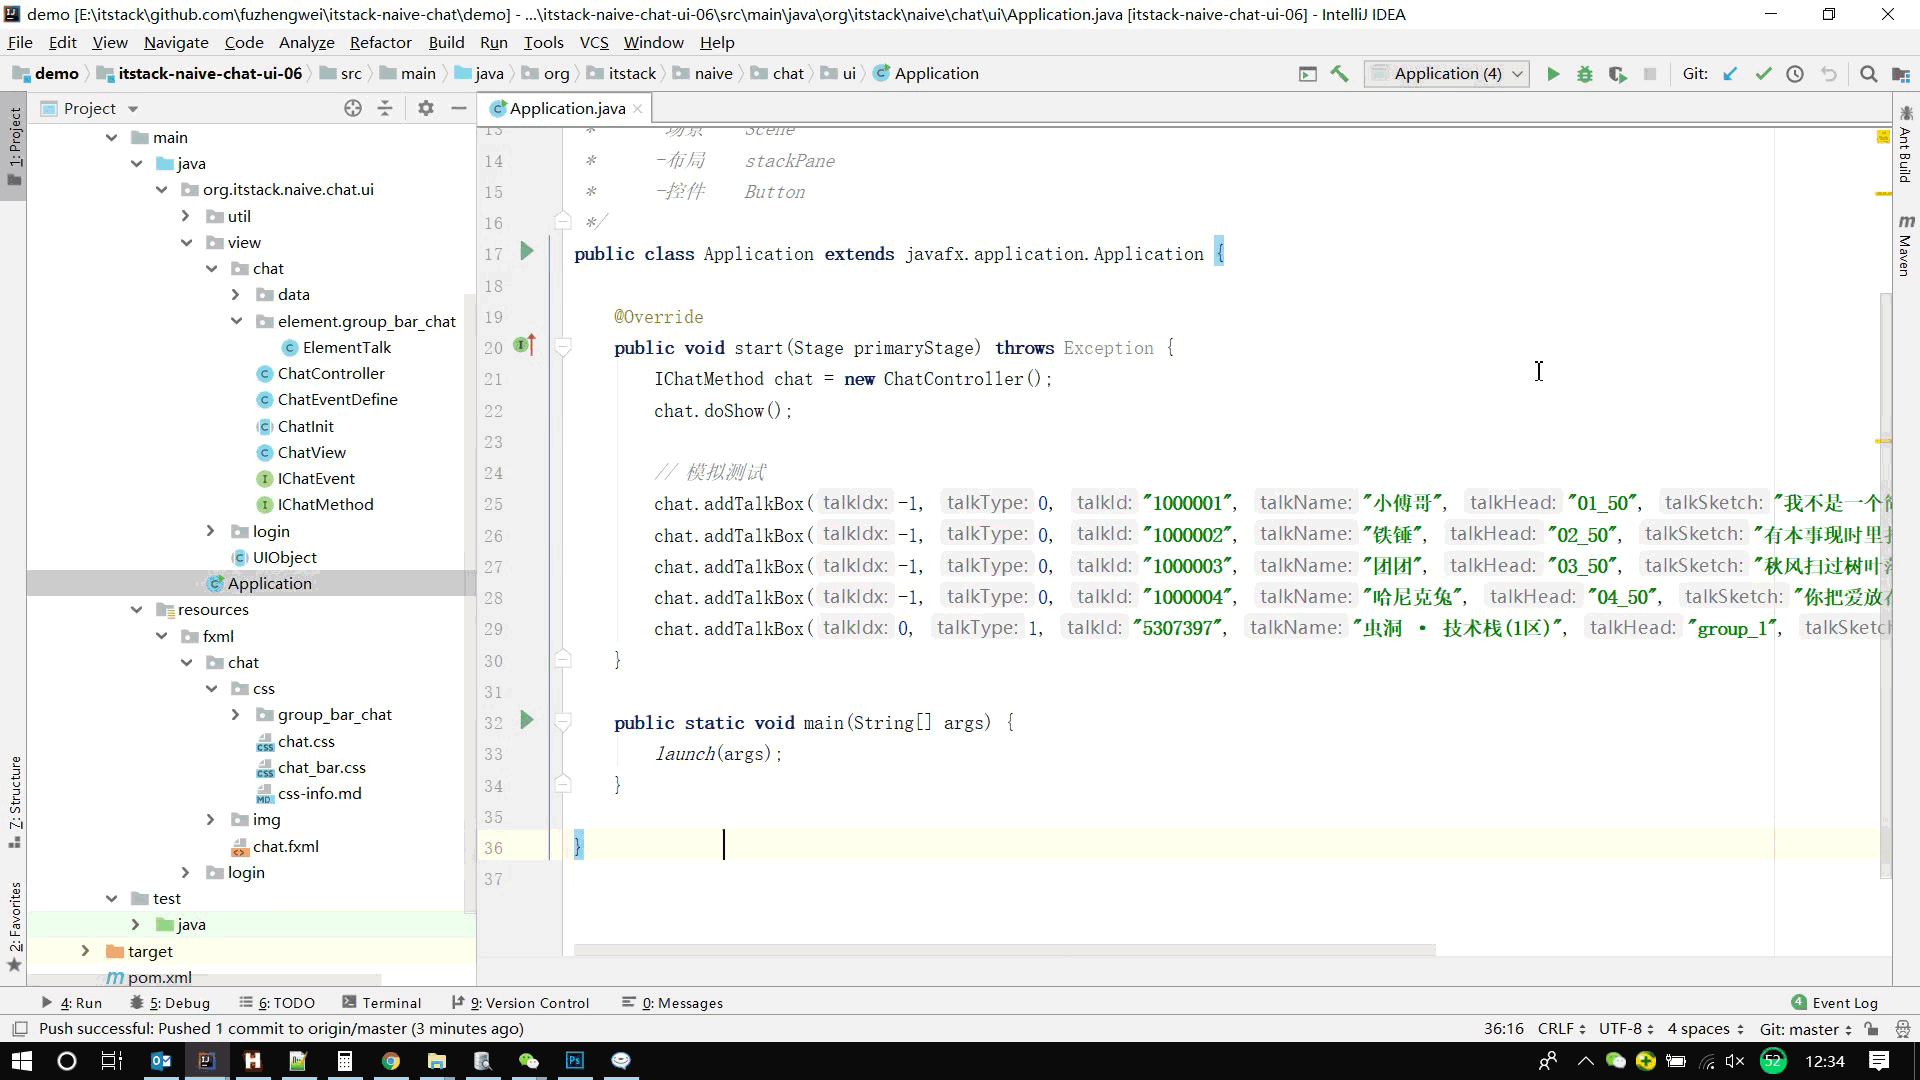 demo [E:\itstack\github.com\fuzhengwei\itstack-naive-chat\demo] - ...\itstack-naive-chat-ui-06\src\main\java\org\itstack\naive\chat\ui\Application.java [itstack-naive-chat-ui-06] - IntelliJ IDEA
File Edit View Navigate Code Analyze Refactor Build Run Tools VCS Window Help
demo itstack-naive-chat-ui-06 src main java org itstack naive chat ui Application Application (4) Git:
Project Application.java
1: Project
7: Structure
2: Favorites
main
java
org.itstack.naive.chat.ui
util
view
chat
data
element.group_bar_chat
ElementTalk
ChatController
ChatEventDefine
ChatInit
ChatView
IChatEvent
IChatMethod
login
UIObject
Application
resources
fxml
chat
css
group_bar_chat
chat.css
chat_bar.css
css-info.md
img
chat.fxml
login
test
java
target
pom.xml
13 * 场景 Scene
14 * -布局 stackPane
15 * -控件 Button
16 */
17 public class Application extends javafx.application.Application {
18
19 @Override
20 public void start(Stage primaryStage) throws Exception {
21 IChatMethod chat = new ChatController();
22 chat.doShow();
23
24 // 模拟测试
25 chat.addTalkBox( talkIdx: -1, talkType: 0, talkId: "1000001", talkName: "小傅哥", talkHead: "01_50", talkSketch: "我不是一个
26 chat.addTalkBox( talkIdx: -1, talkType: 0, talkId: "1000002", talkName: "铁锤", talkHead: "02_50", talkSketch: "有本事现时里
27 chat.addTalkBox( talkIdx: -1, talkType: 0, talkId: "1000003", talkName: "团团", talkHead: "03_50", talkSketch: "秋风扫过树叶
28 chat.addTalkBox( talkIdx: -1, talkType: 0, talkId: "1000004", talkName: "哈尼克兔", talkHead: "04_50", talkSketch: "你把爱放
29 chat.addTalkBox( talkIdx: 0, talkType: 1, talkId: "5307397", talkName: "虫洞 · 技术栈(1区)", talkHead: "group_1", talkSketch
30 }
31
32 public static void main(String[] args) {
33 launch(args);
34 }
35
36 }
37
Ant Build
Maven
4: Run 5: Debug 6: TODO Terminal 9: Version Control 0: Messages 4 Event Log
Push successful: Pushed 1 commit to origin/master (3 minutes ago) 36:16 CRLF UTF-8 4 spaces Git: master
52 12:34